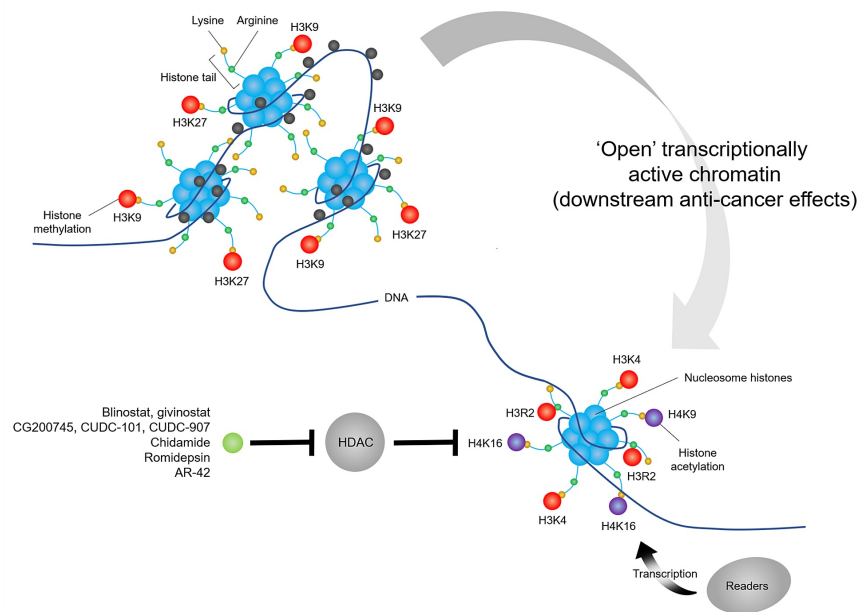 Lysine
Arginine
H3K9
Histone tail
H3K27
H3K9
H3K9
Histone
methylation
H3K27
H3K9
H3K27
'Open' transcriptionally
active chromatin
(downstream anti-cancer effects)
DNA
H3K4
Nucleosome histones
H3R2
H4K9
Blinostat, givinostat
CG200745, CUDC-101, CUDC-907
Chidamide
Romidepsin
AR-42
HDAC
H4K16
Histone
acetylation
H3R2
H3K4
H4K16
Transcription
Readers